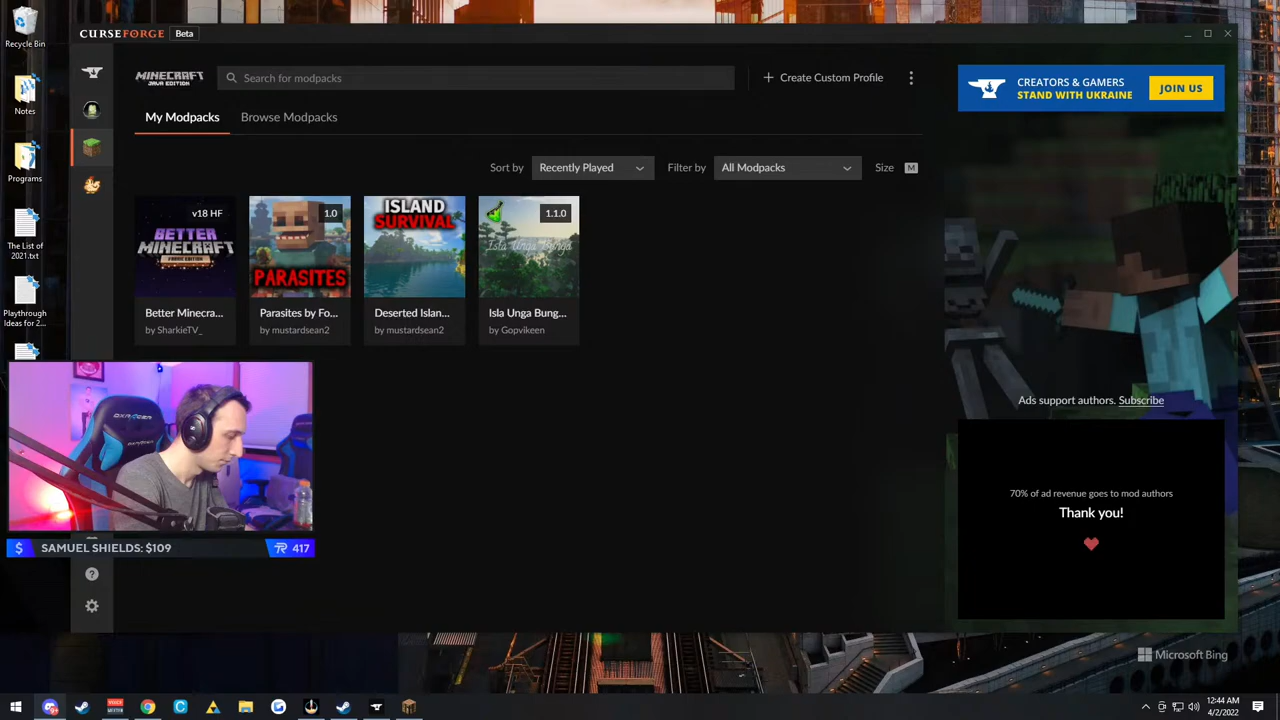 Recycle Bin
CURSEFORGE
Beta
MINECRAFT
JAVA EDITION
Search for modpacks
Create Custom Profile
CREATORS & GAMERS
STAND WITH UKRAINE
JOIN US
Notes
My Modpacks
Browse Modpacks
Programs
Sort by
Recently Played
Filter by
All Modpacks
Size
M
v18 HF
BETTER
MINECRAFT
1.0
PARASITES
ISLAND
SURVIVAL
1.1.0
Isla Unga Bunga
The List of
2021.txt
Playthrough
Ideas for 2...
Better Minecra...
by SharkieTV_
Parasites by Fo...
by mustardsean2
Deserted Islan...
by mustardsean2
Isla Unga Bung...
by Gopvikeen
Ads support authors. Subscribe
70% of ad revenue goes to mod authors
Thank you!
DXRACER
$ SAMUEL SHIELDS: $109
417
Microsoft Bing
12:44 AM
4/2/2022